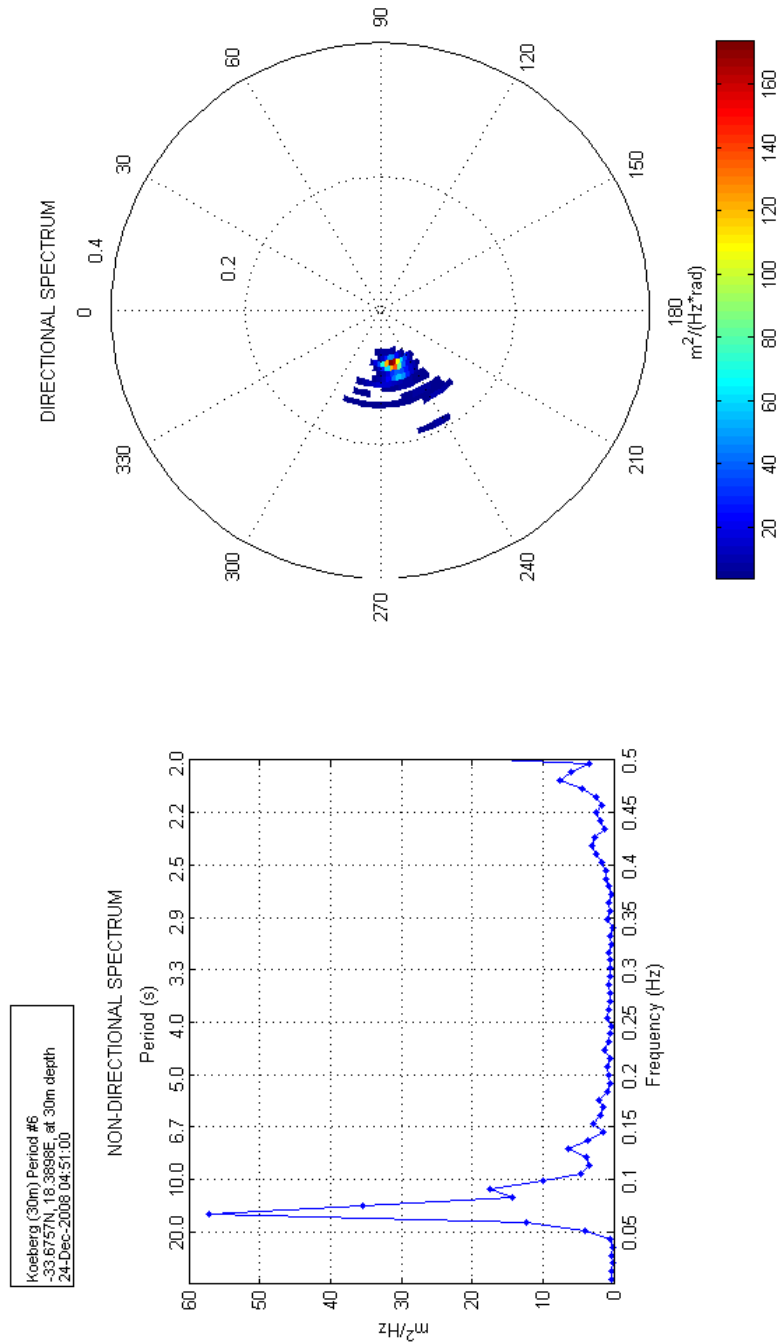 Koeberg (30m) Period #6
-33.6757N, 18.3898E, at 30m depth
24-Dec-2008 04:51:00
NON-DIRECTIONAL SPECTRUM
Period (s)
20.0 10.0 6.7 5.0 4.0 3.3 2.9 2.5 2.2 2.0
60
50
40
30
20
10
0
m²/Hz
0.05 0.1 0.15 0.2 0.25 0.3 0.35 0.4 0.45 0.5
Frequency (Hz)
DIRECTIONAL SPECTRUM
0
0.4
30
0.2
60
90
120
150
180
210
240
270
300
330
m²/(Hz*rad)
20 40 60 80 100 120 140 160